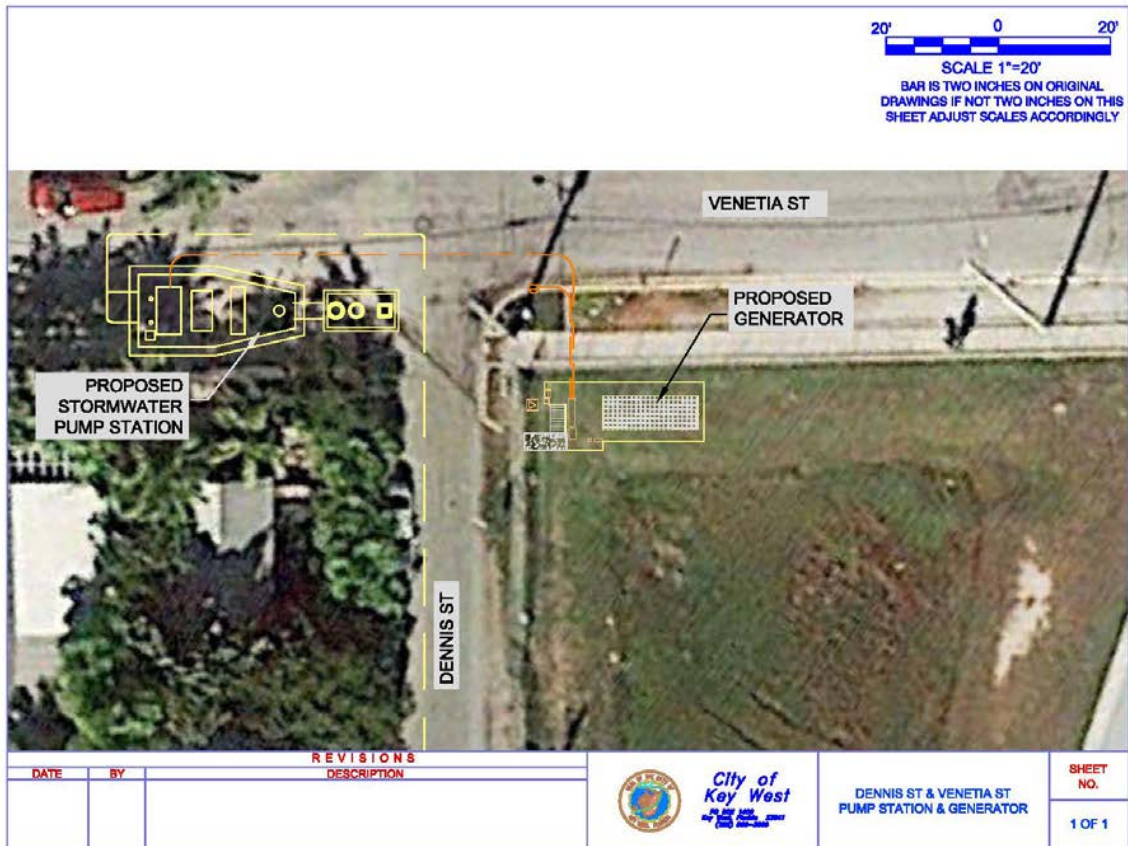 20' 0 20'
SCALE 1"=20'
BAR IS TWO INCHES ON ORIGINAL
DRAWINGS IF NOT TWO INCHES ON THIS
SHEET ADJUST SCALES ACCORDINGLY
VENETIA ST
PROPOSED
GENERATOR
PROPOSED
STORMWATER
PUMP STATION
DENNIS ST
REVISIONS
DATE BY DESCRIPTION
City of
Key West
DENNIS ST & VENETIA ST
PUMP STATION & GENERATOR
SHEET
NO.
1 OF 1